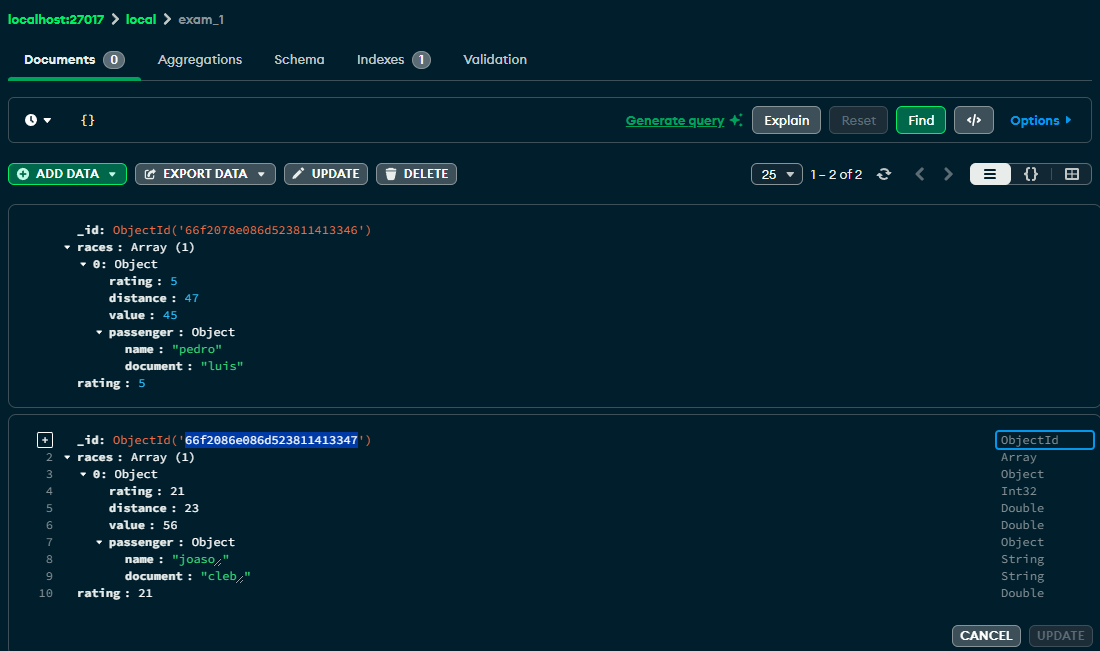 localhost:27017 > local > exam_1
Documents 0 Aggregations Schema Indexes 1 Validation
{} Generate query Explain Reset Find </> Options
ADD DATA EXPORT DATA UPDATE DELETE 25 1 – 2 of 2 {}
_id: ObjectId('66f2078e086d523811413346')
races : Array (1)
0: Object
rating : 5
distance : 47
value : 45
passenger : Object
name : "pedro"
document : "luis"
rating : 5
+ _id: ObjectId('66f2086e086d523811413347') ObjectId
2 races : Array (1) Array
3 0: Object Object
4 rating : 21 Int32
5 distance : 23 Double
6 value : 56 Double
7 passenger : Object Object
8 name : "joaso" String
9 document : "cleb" String
10 rating : 21 Double
CANCEL UPDATE